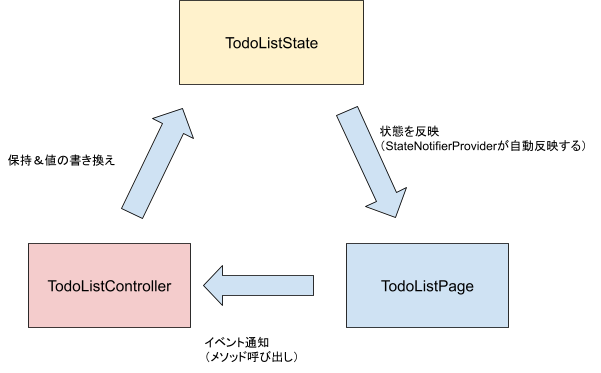 TodoListState
状態を反映
（StateNotifierProviderが自動反映する）
保持＆値の書き換え
TodoListController
TodoListPage
イベント通知
（メソッド呼び出し）